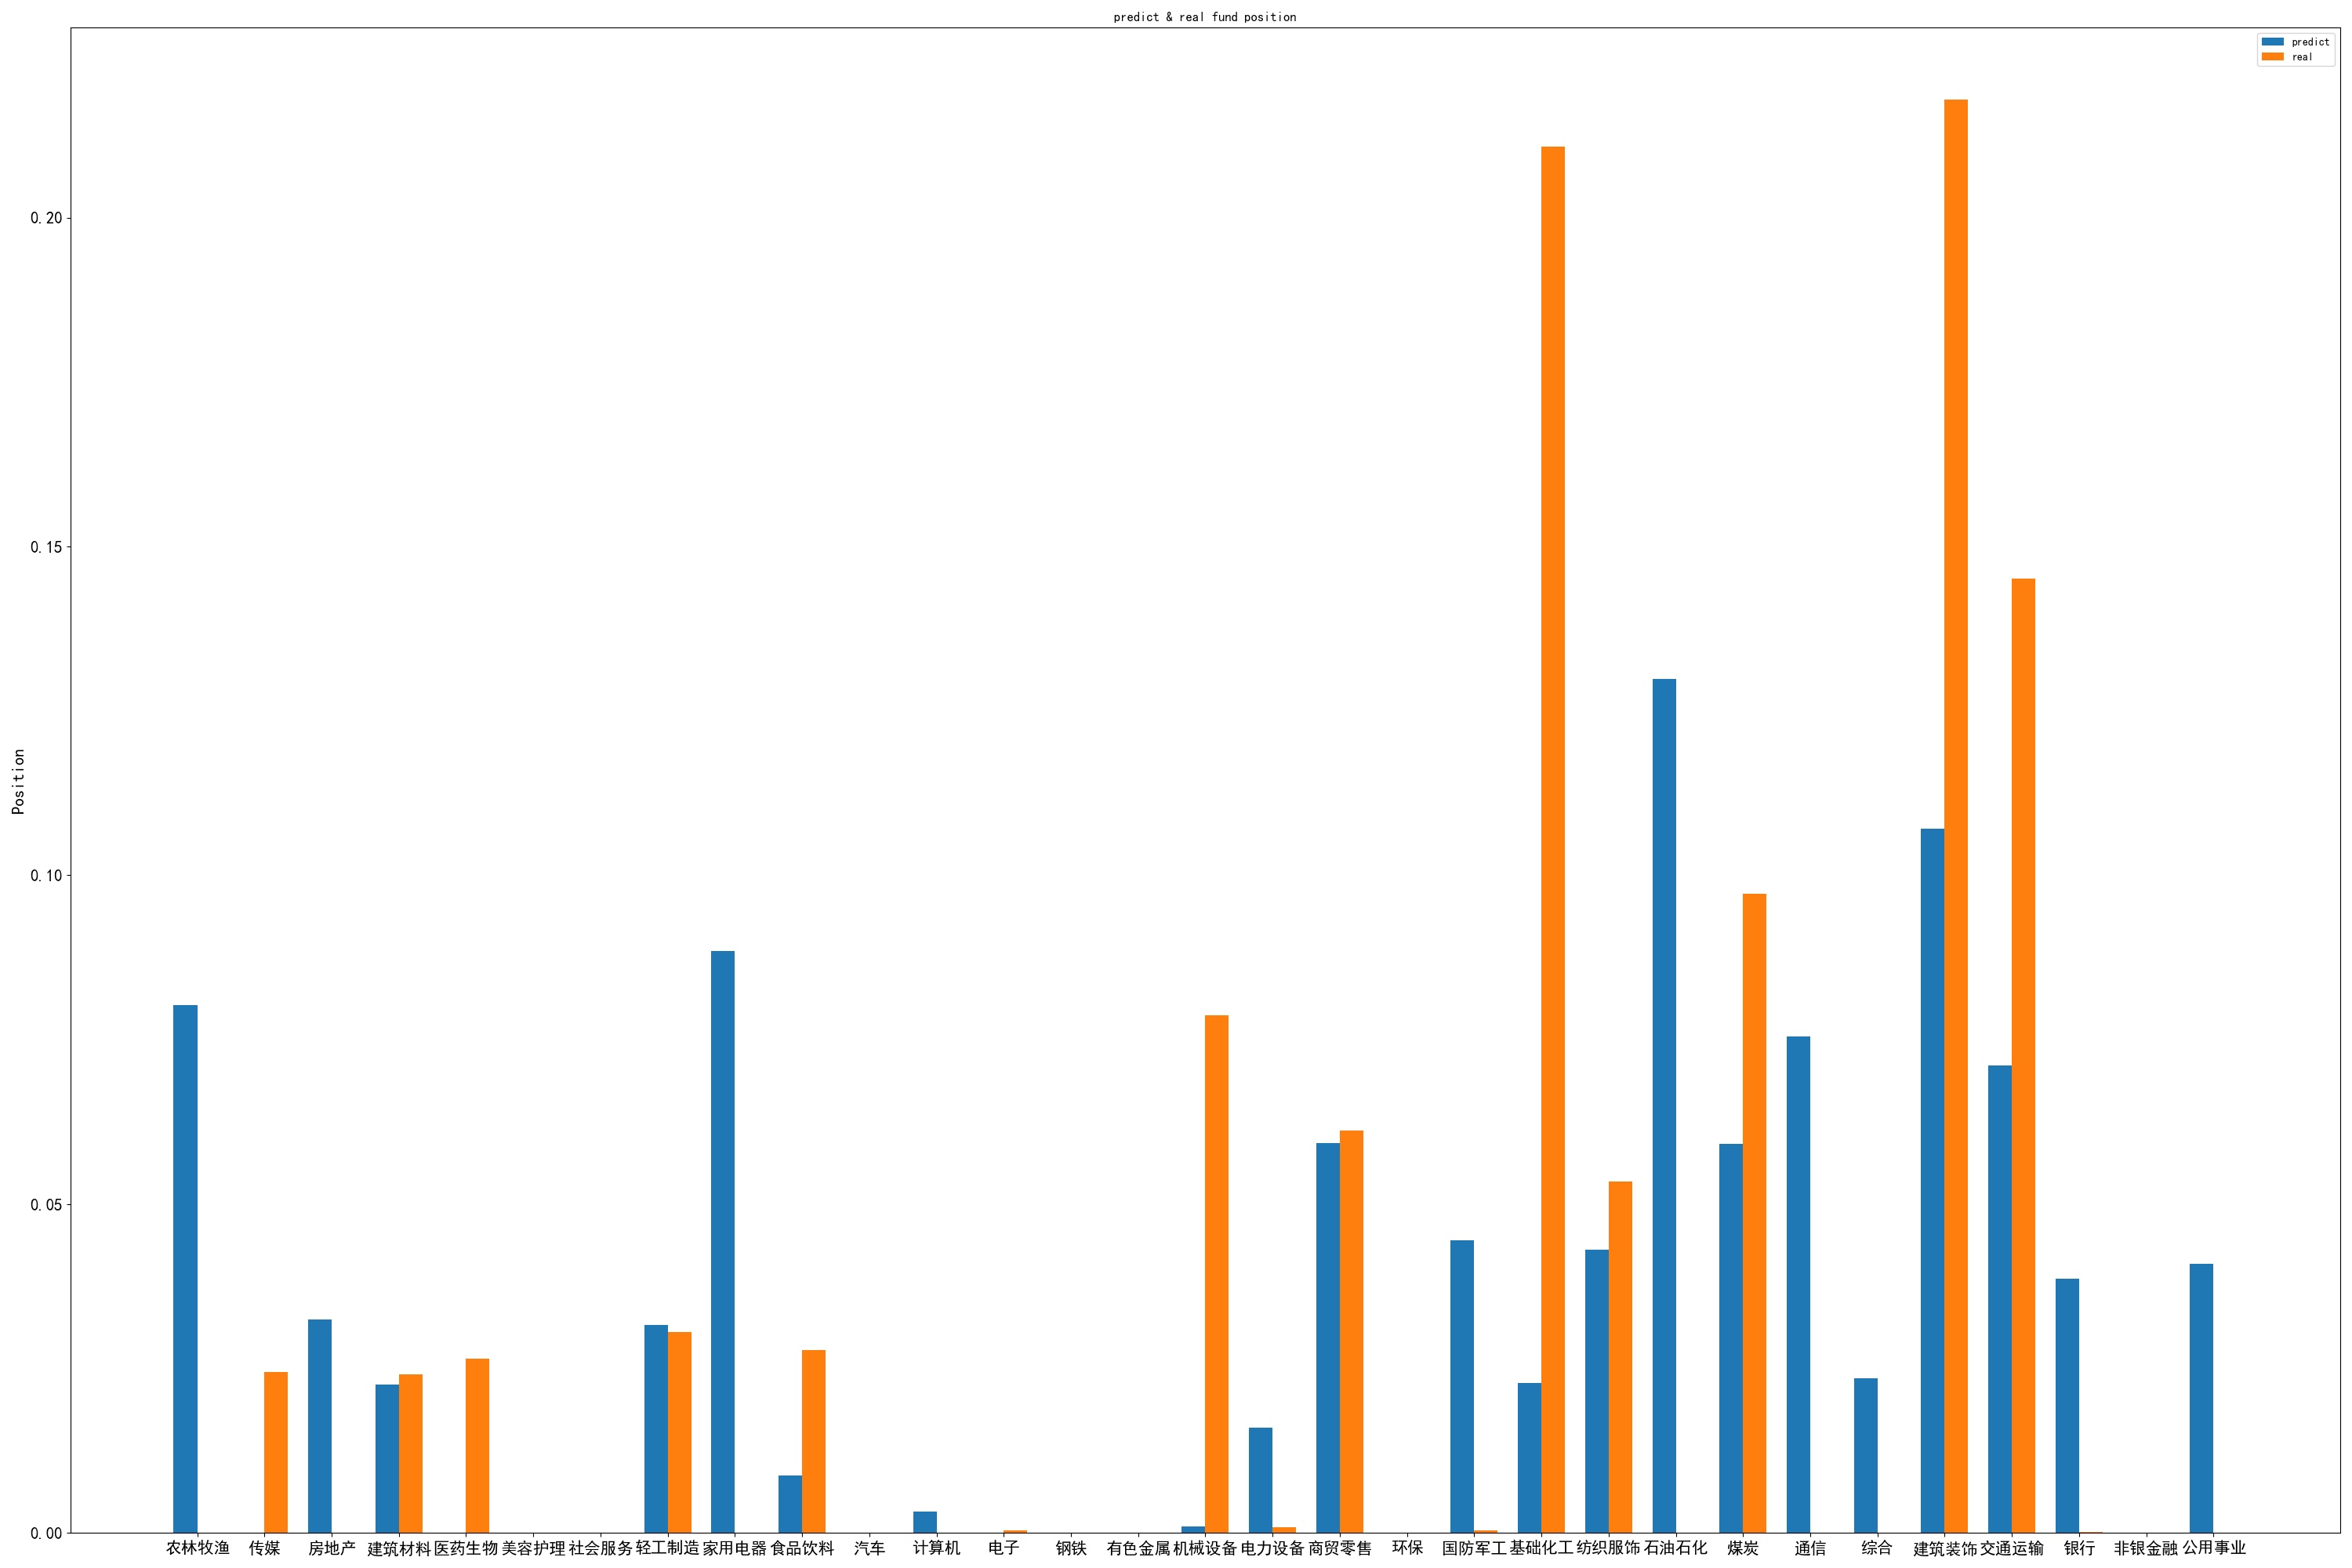 predict & real fund position
predict
real
0.20
0.15
0.10
0.05
0.00
Position
农林牧渔 传媒 房地产 建筑材料 医药生物 美容护理 社会服务 轻工制造 家用电器 食品饮料 汽车 计算机 电子 钢铁 有色金属 机械设备 电力设备 商贸零售 环保 国防军工 基础化工 纺织服饰 石油石化 煤炭 通信 综合 建筑装饰 交通运输 银行 非银金融 公用事业